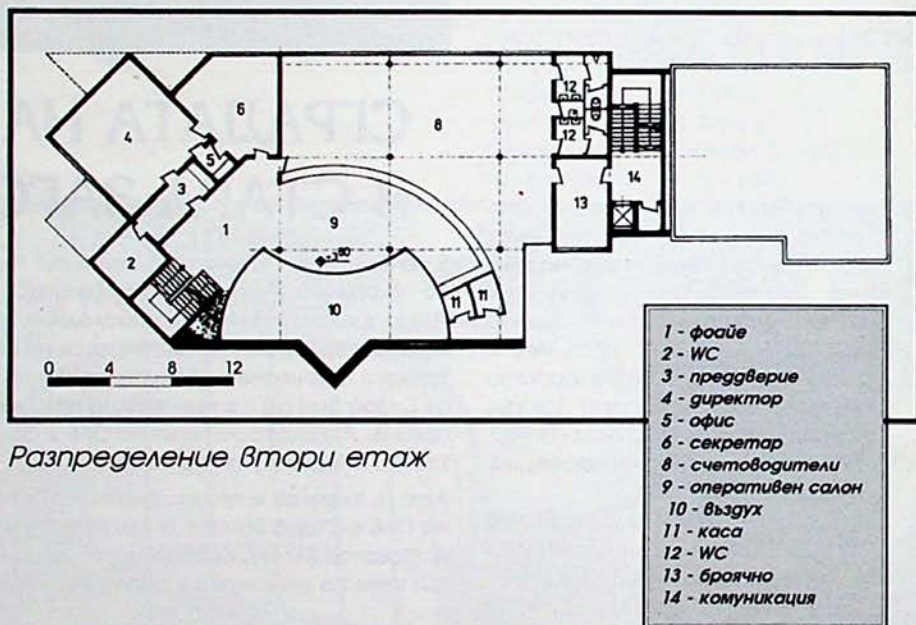 4
6
8
12
12
5
3
14
1
9
13
2
+3.80
10
11
11
0 4 8 12
Разпределение втори етаж
1 - фоайе
2 - WC
3 - преддверие
4 - директор
5 - офис
6 - секретар
8 - счетоводители
9 - оперативен салон
10 - въздух
11 - каса
12 - WC
13 - броячно
14 - комуникация